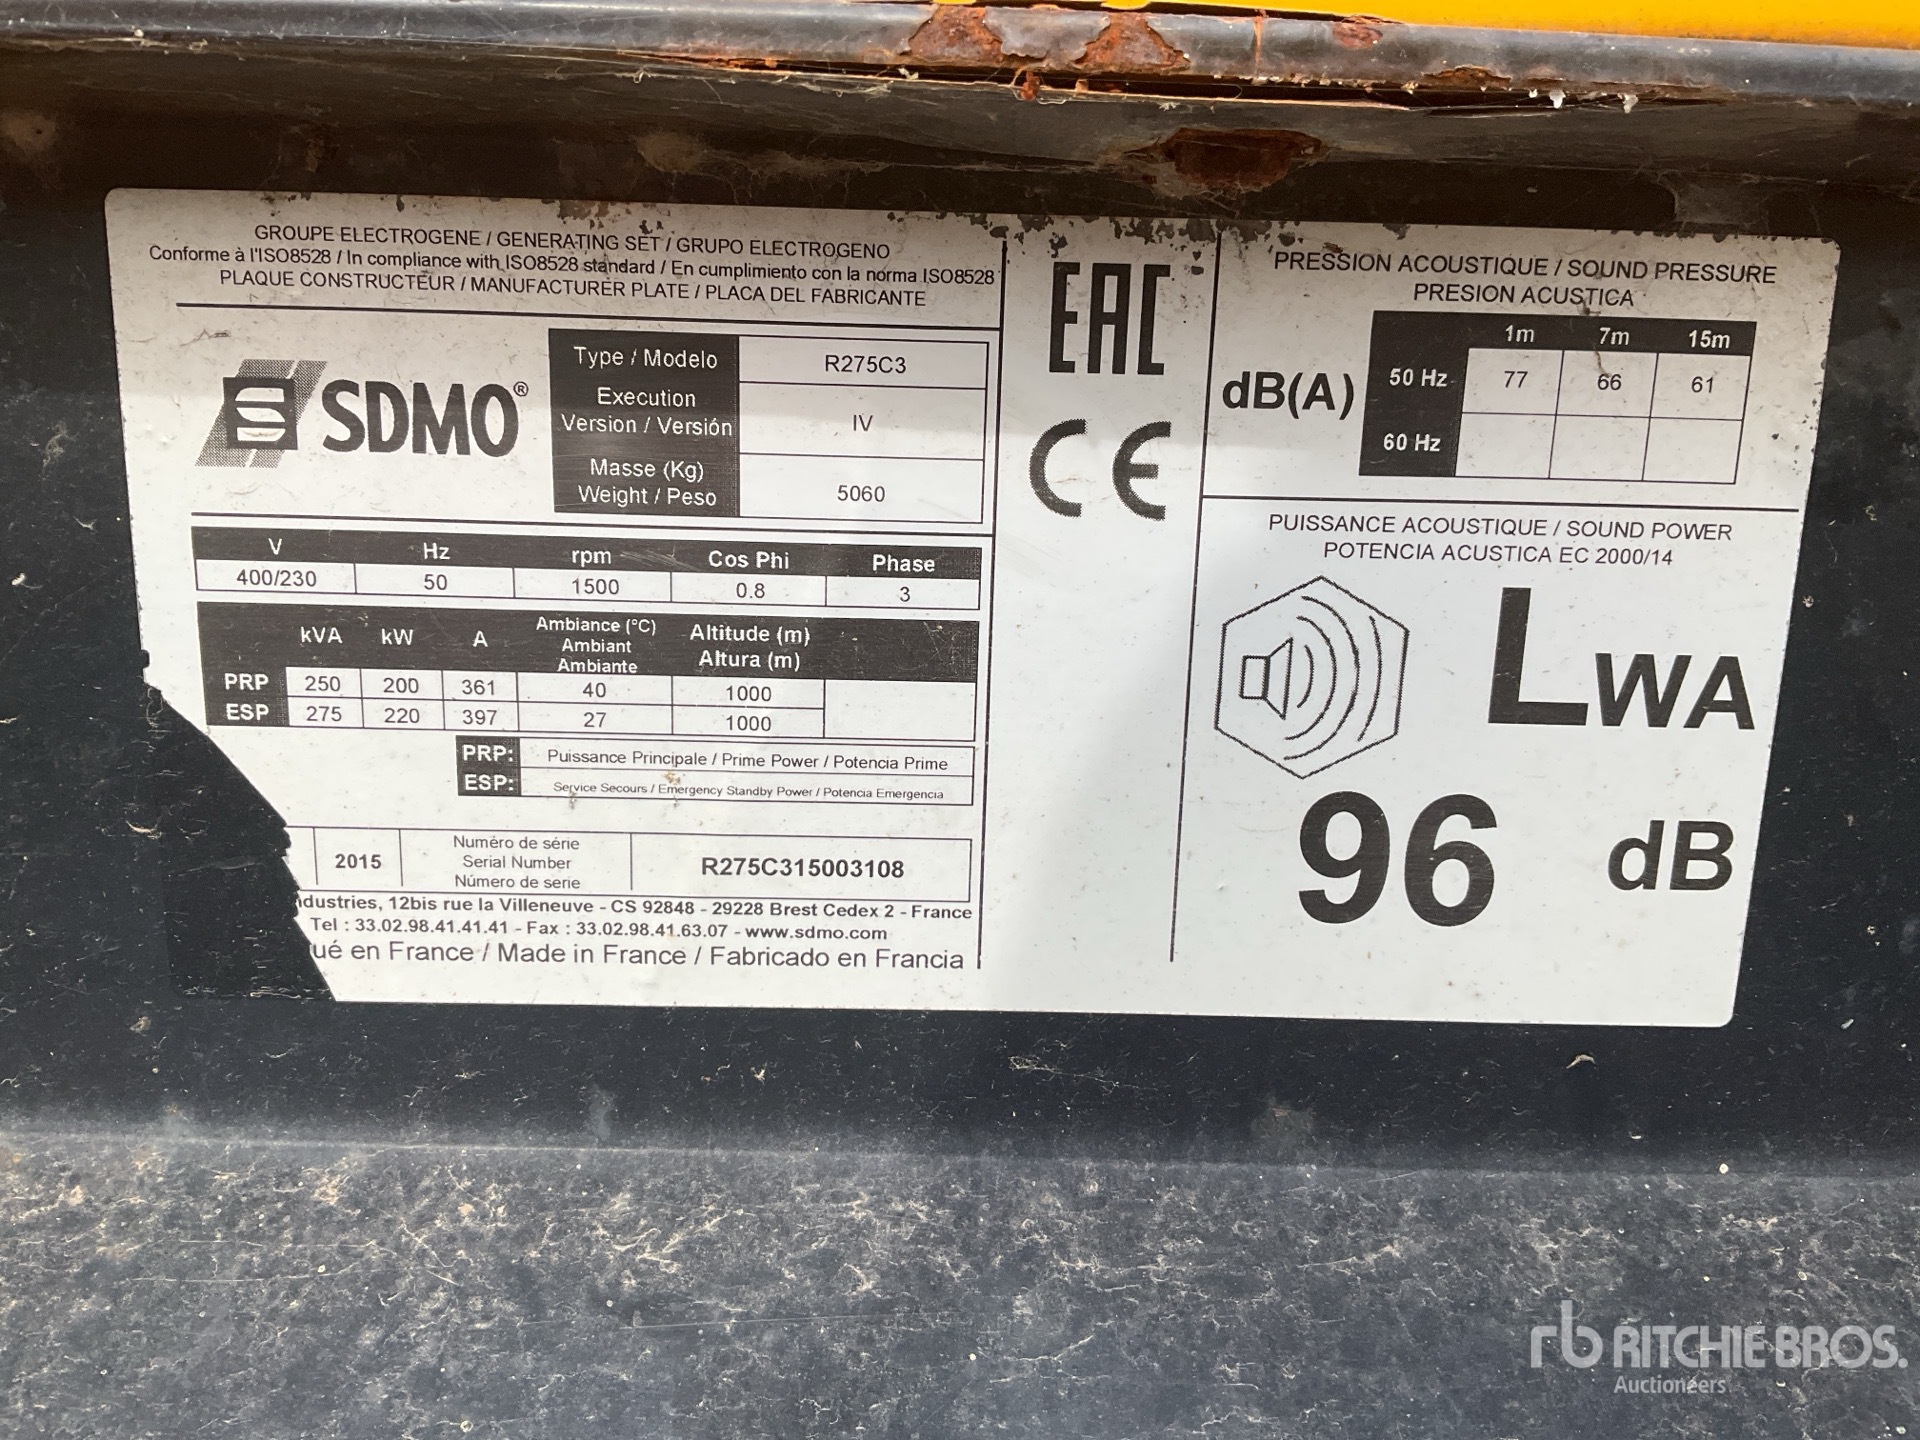 GROUPE ELECTROGENE / GENERATING SET / GRUPO ELECTROGENO
Conforme à l'ISO8528 / In compliance with ISO8528 standard / En cumplimiento con la norma ISO8528
PLAQUE CONSTRUCTEUR / MANUFACTURER PLATE / PLACA DEL FABRICANTE
SDMO®
Type / Modelo R275C3
Execution
Version / Versión IV
Masse (Kg)
Weight / Peso 5060
V Hz rpm Cos Phi Phase
400/230 50 1500 0.8 3
kVA kW A Ambiance (°C) Altitude (m)
Ambiant Altura (m)
Ambiante
PRP 250 200 361 40 1000
ESP 275 220 397 27 1000
PRP: Puissance Principale / Prime Power / Potencia Prime
ESP: Service Secours / Emergency Standby Power / Potencia Emergencia
2015
Numéro de série
Serial Number
Número de serie
R275C315003108
dustries, 12bis rue la Villeneuve - CS 92848 - 29228 Brest Cedex 2 - France
Tel : 33.02.98.41.41.41 - Fax : 33.02.98.41.63.07 - www.sdmo.com
ué en France / Made in France / Fabricado en Francia
EAC
CE
PRESSION ACOUSTIQUE / SOUND PRESSURE
PRESION ACUSTICA
dB(A)
1m 7m 15m
50 Hz 77 66 61
60 Hz
PUISSANCE ACOUSTIQUE / SOUND POWER
POTENCIA ACUSTICA EC 2000/14
LWA
96 dB
rb RITCHIE BROS.
Auctioneers